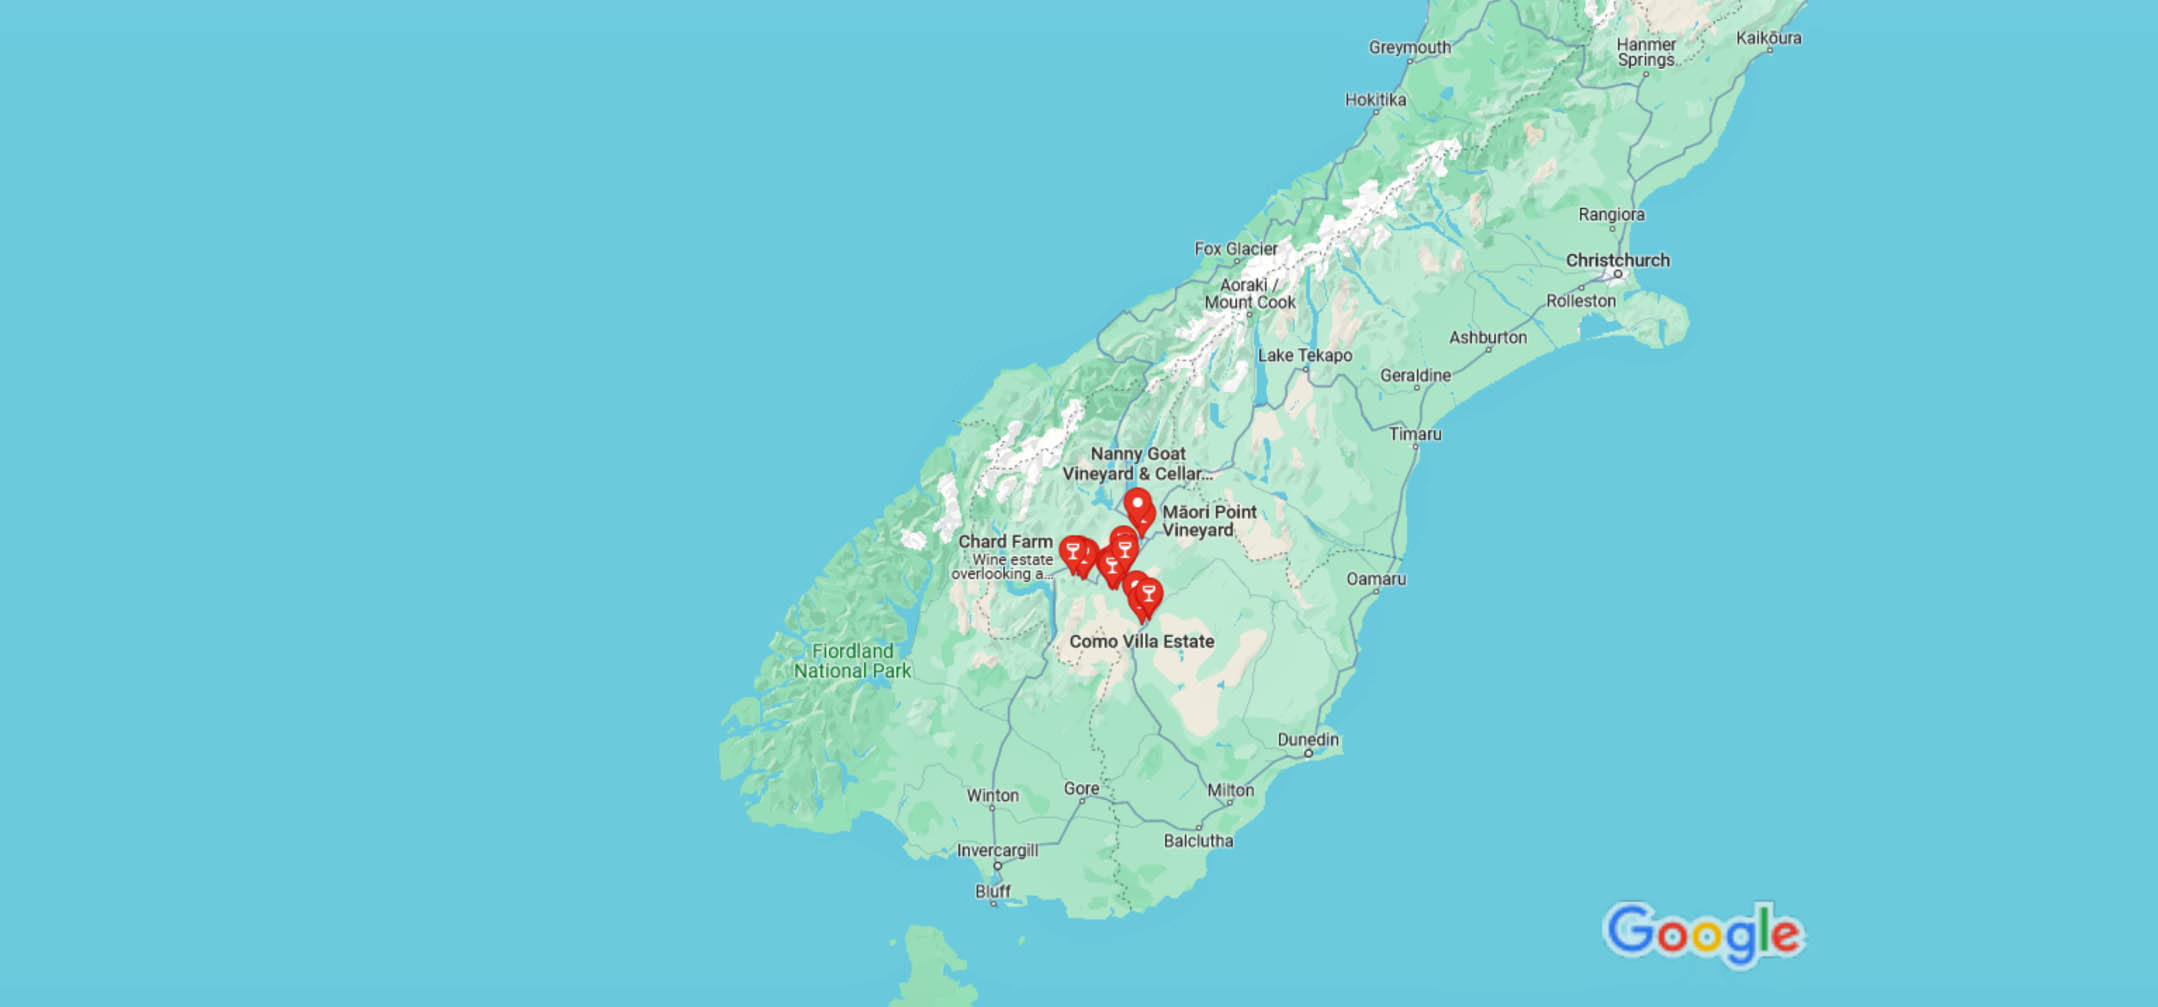 Greymouth
Hanmer
Springs
Kaikōura
Hokitika
Rangiora
Fox Glacier
Christchurch
Aoraki /
Mount Cook
Rolleston
Ashburton
Lake Tekapo
Geraldine
Timaru
Nanny Goat
Vineyard & Cellar...
Māori Point
Vineyard
Chard Farm
Wine estate
overlooking a...
Oamaru
Como Villa Estate
Fiordland
National Park
Dunedin
Winton
Gore
Milton
Balclutha
Invercargill
Bluff
Google